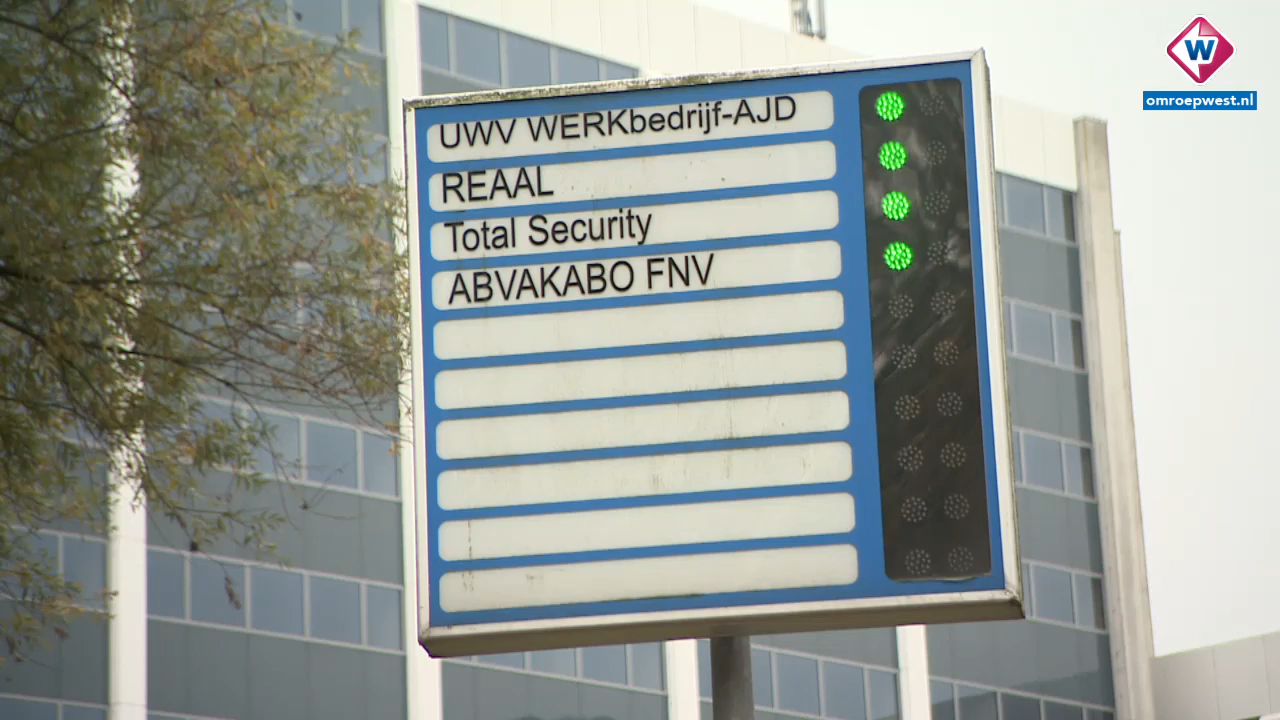 UWV WERKbedrijf-AJD
REAAL
Total Security
ABVAKABO FNV
W
omroepwest.nl